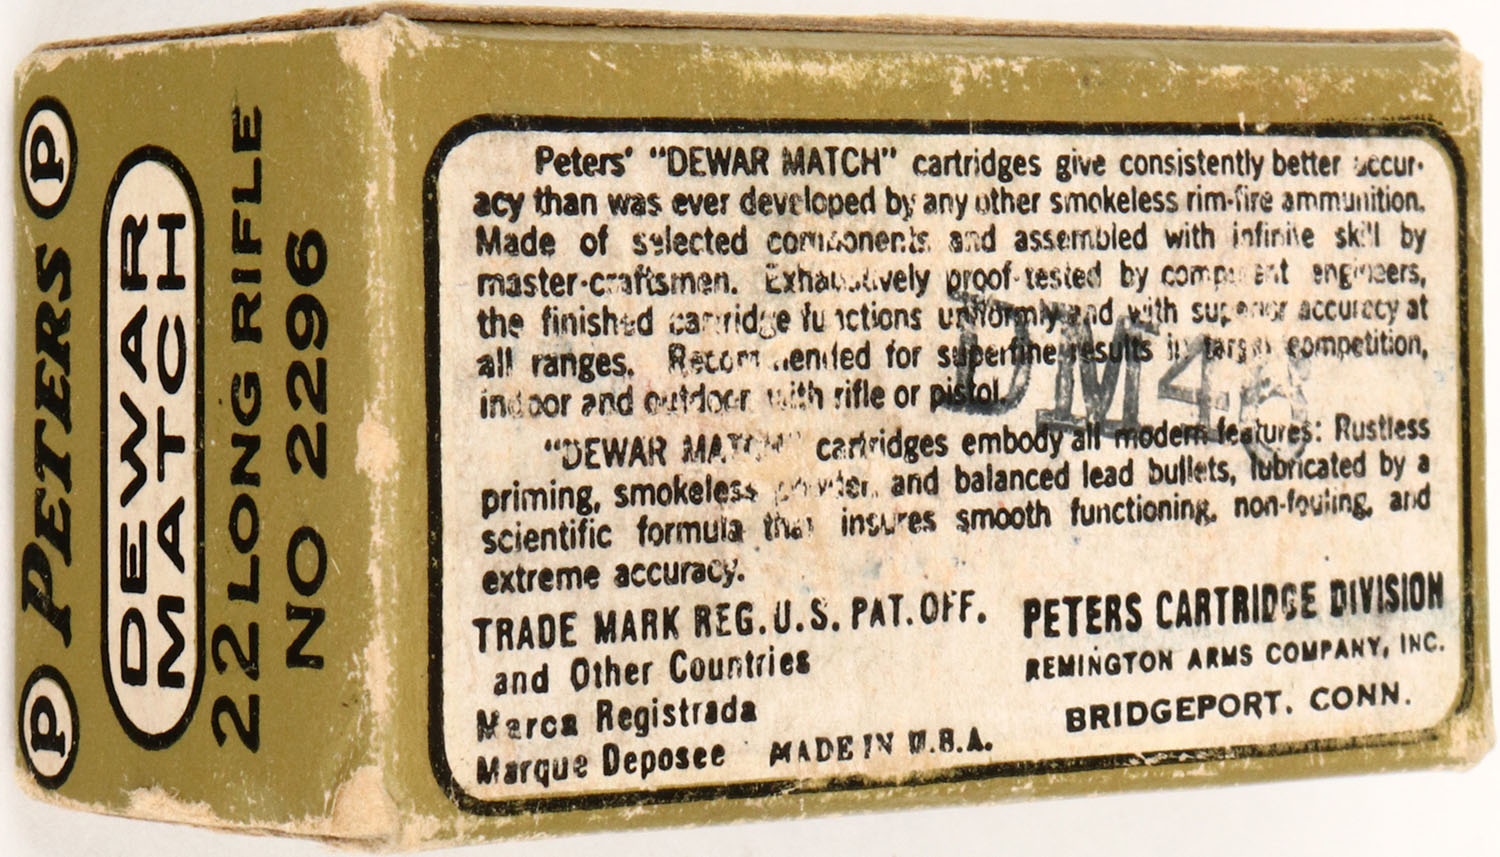 P PETERS P
DEWAR
MATCH
22 LONG RIFLE
NO 2296
Peters' "DEWAR MATCH" cartridges give consistently better accur-
acy than was ever developed by any other smokeless rim-fire ammunition.
Made of selected components and assembled with infinite skill by
master-craftsmen. Exhaustively proof-tested by competent engineers,
the finished cartridge functions uniformly and with superior accuracy at
all ranges. Recommended for superfine results in target competition,
indoor and outdoor with rifle or pistol.
"DEWAR MATCH" cartridges embody all modern features: Rustless
priming, smokeless powder, and balanced lead bullets, lubricated by a
scientific formula that insures smooth functioning, non-fouling, and
extreme accuracy.
TRADE MARK REG. U.S. PAT. OFF.
and Other Countries
Marca Registrada
Marque Deposee
MADE IN U.S.A.
PETERS CARTRIDGE DIVISION
REMINGTON ARMS COMPANY, INC.
BRIDGEPORT, CONN.